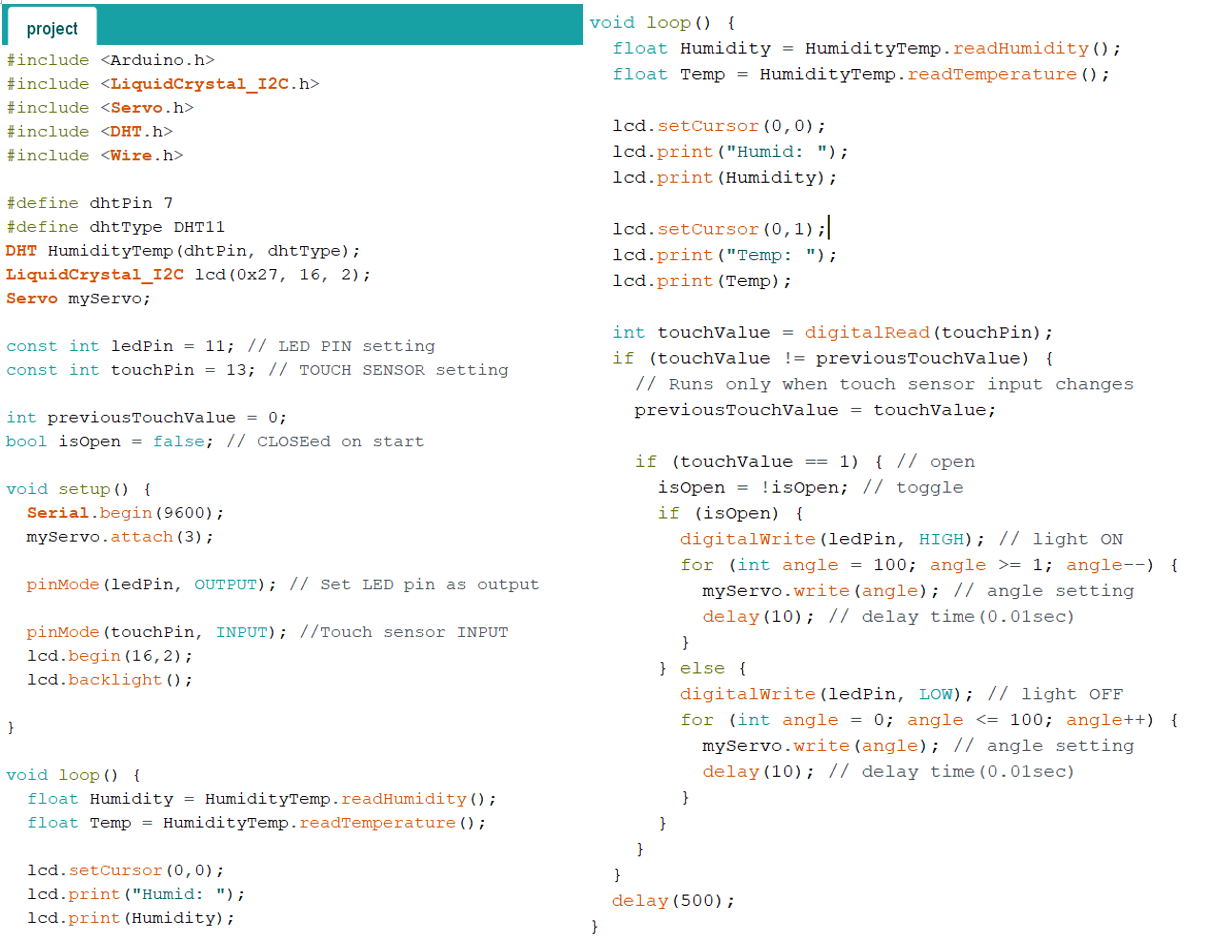 project
#include <Arduino.h>
#include <LiquidCrystal_I2C.h>
#include <Servo.h>
#include <DHT.h>
#include <Wire.h>

#define dhtPin 7
#define dhtType DHT11
DHT HumidityTemp(dhtPin, dhtType);
LiquidCrystal_I2C lcd(0x27, 16, 2);
Servo myServo;

const int ledPin = 11; // LED PIN setting
const int touchPin = 13; // TOUCH SENSOR setting

int previousTouchValue = 0;
bool isOpen = false; // CLOSEed on start

void setup() {
  Serial.begin(9600);
  myServo.attach(3);

  pinMode(ledPin, OUTPUT); // Set LED pin as output

  pinMode(touchPin, INPUT); //Touch sensor INPUT
  lcd.begin(16,2);
  lcd.backlight();

}

void loop() {
  float Humidity = HumidityTemp.readHumidity();
  float Temp = HumidityTemp.readTemperature();

  lcd.setCursor(0,0);
  lcd.print("Humid: ");
  lcd.print(Humidity);

void loop() {
  float Humidity = HumidityTemp.readHumidity();
  float Temp = HumidityTemp.readTemperature();

  lcd.setCursor(0,0);
  lcd.print("Humid: ");
  lcd.print(Humidity);

  lcd.setCursor(0,1);
  lcd.print("Temp: ");
  lcd.print(Temp);

  int touchValue = digitalRead(touchPin);
  if (touchValue != previousTouchValue) {
    // Runs only when touch sensor input changes
    previousTouchValue = touchValue;

    if (touchValue == 1) { // open
      isOpen = !isOpen; // toggle
      if (isOpen) {
        digitalWrite(ledPin, HIGH); // light ON
        for (int angle = 100; angle >= 1; angle--) {
          myServo.write(angle); // angle setting
          delay(10); // delay time(0.01sec)
        }
      } else {
        digitalWrite(ledPin, LOW); // light OFF
        for (int angle = 0; angle <= 100; angle++) {
          myServo.write(angle); // angle setting
          delay(10); // delay time(0.01sec)
        }
      }
    }
  }
  delay(500);
}